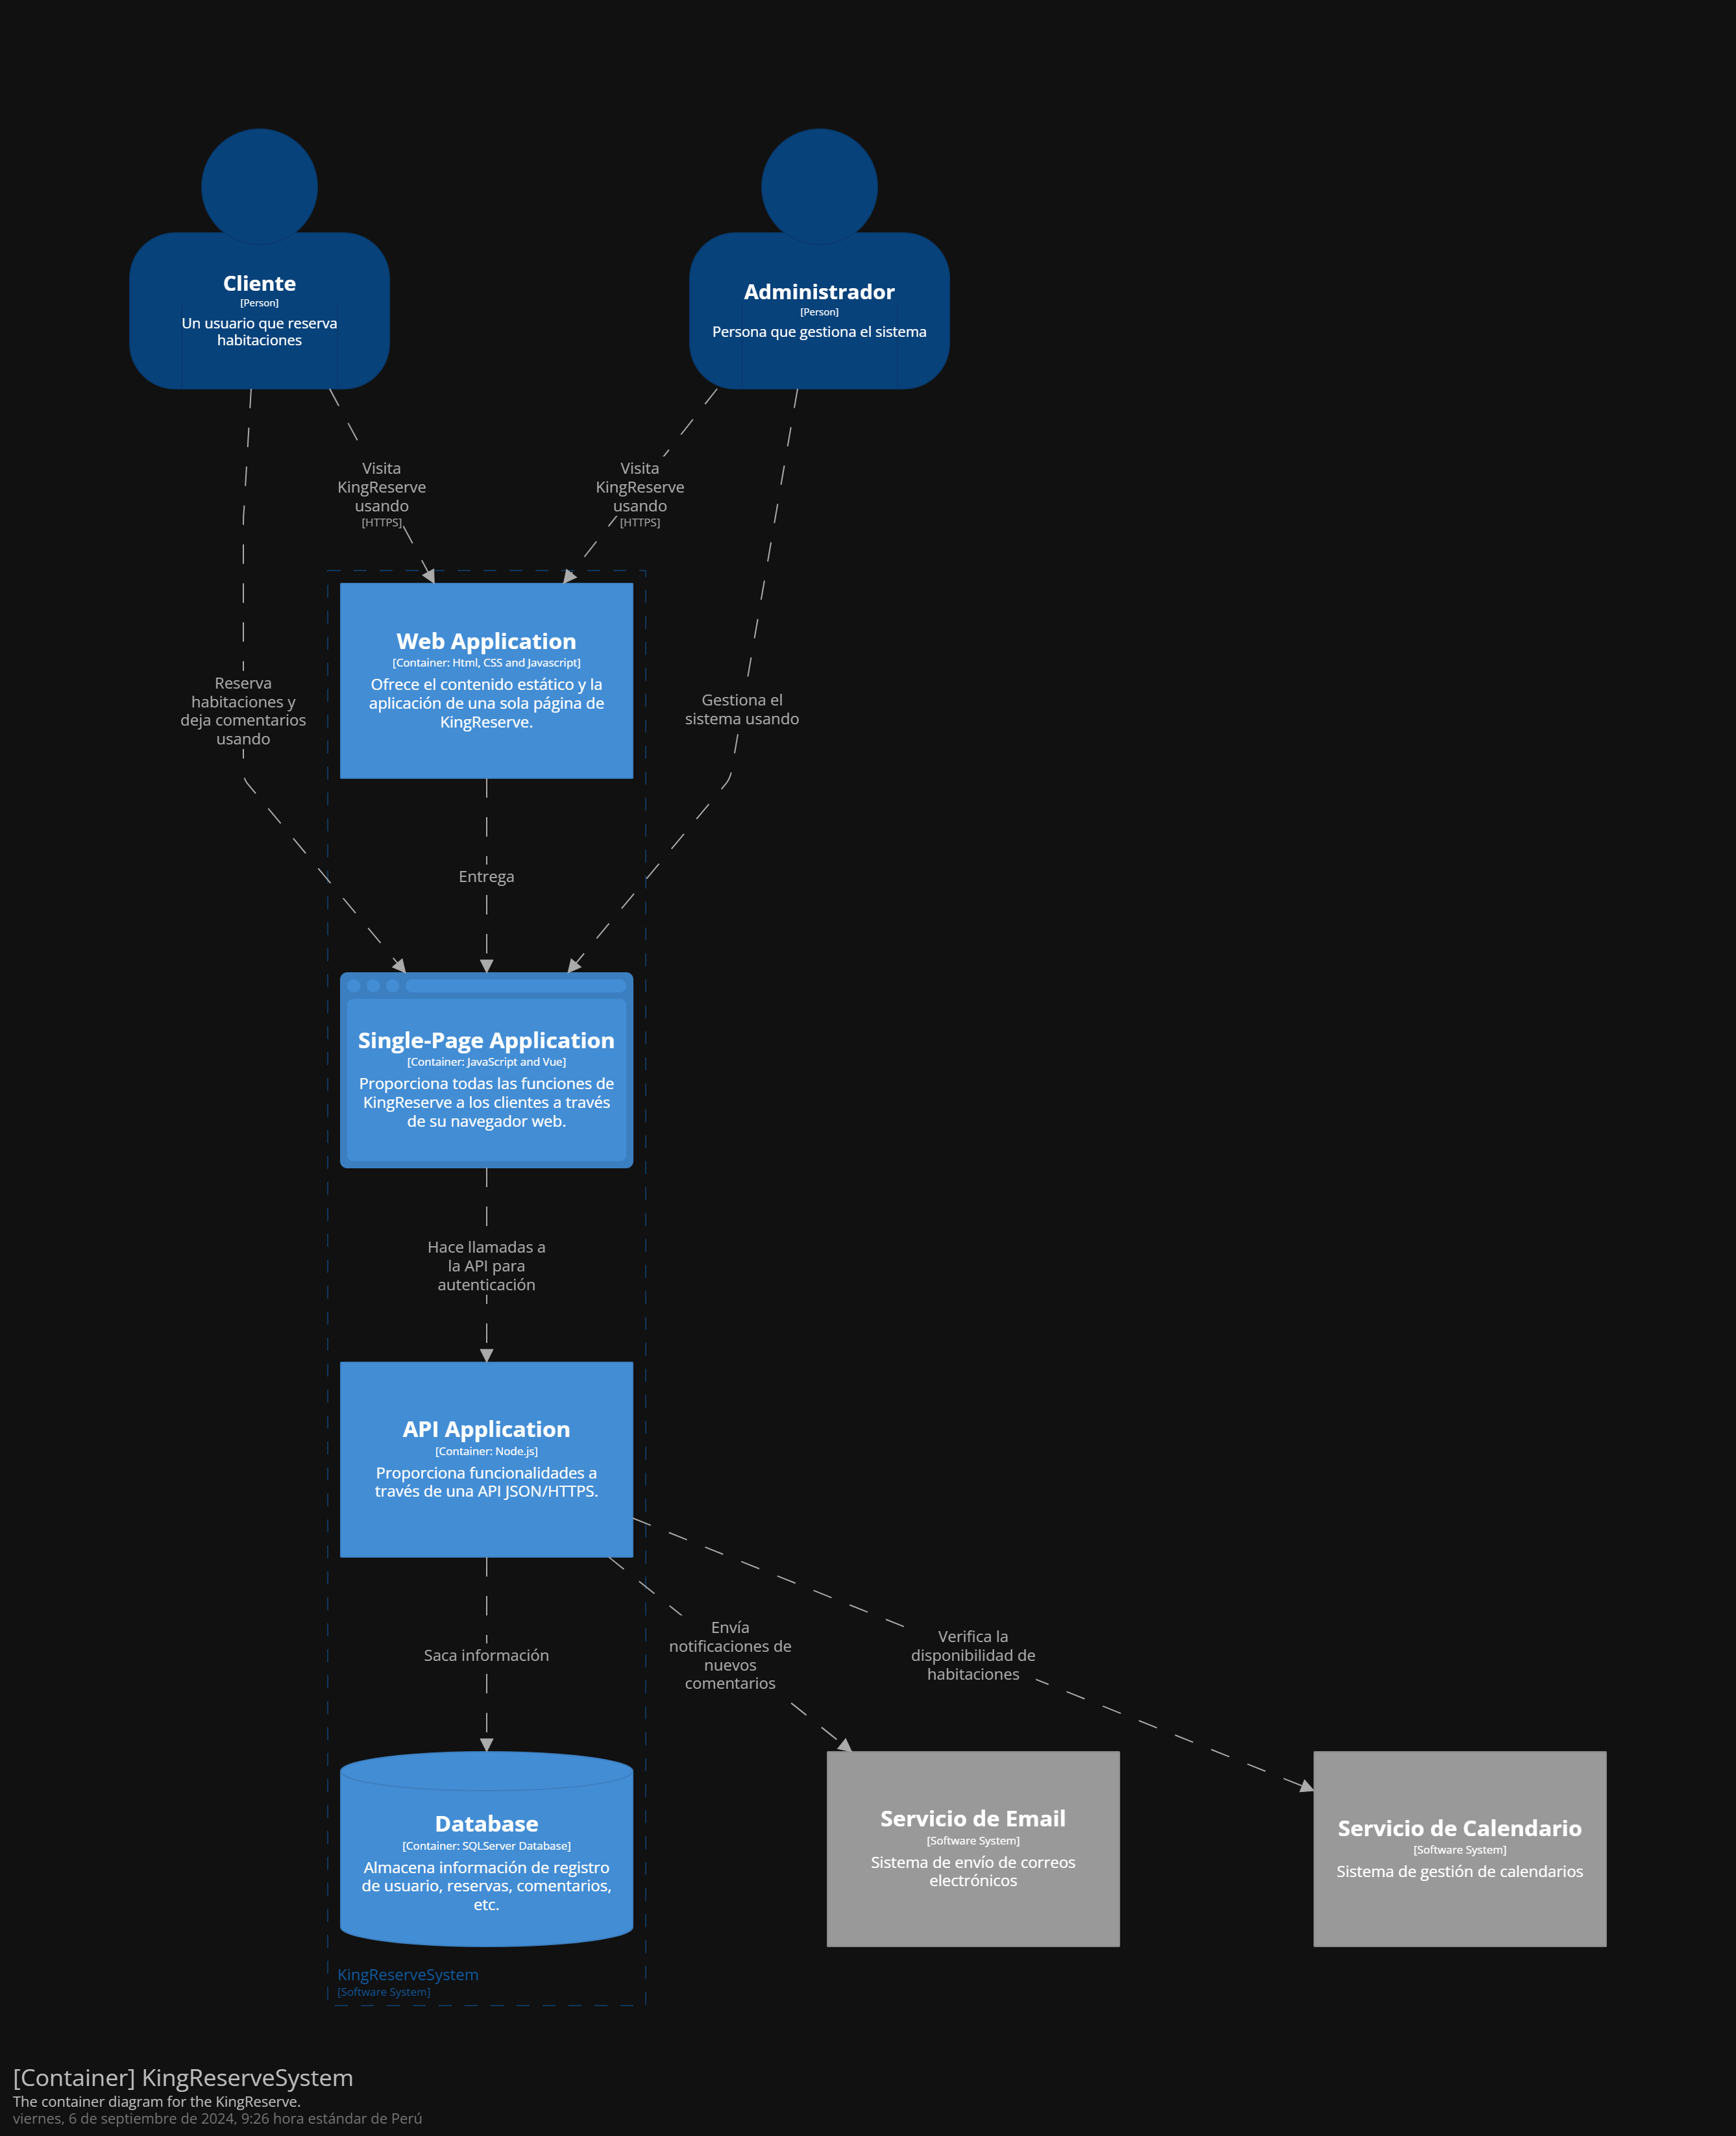 Cliente
[Person]
Un usuario que reserva
habitaciones
Administrador
[Person]
Persona que gestiona el sistema
Visita
KingReserve
usando
[HTTPS]
Visita
KingReserve
usando
[HTTPS]
Web Application
[Container: Html, CSS and Javascript]
Ofrece el contenido estático y la
aplicación de una sola página de
KingReserve.
Reserva
habitaciones y
deja comentarios
usando
Gestiona el
sistema usando
Entrega
Single-Page Application
[Container: JavaScript and Vue]
Proporciona todas las funciones de
KingReserve a los clientes a través
de su navegador web.
Hace llamadas a
la API para
autenticación
API Application
[Container: Node.js]
Proporciona funcionalidades a
través de una API JSON/HTTPS.
Saca información
Envía
notificaciones de
nuevos
comentarios
Verifica la
disponibilidad de
habitaciones
Database
[Container: SQLServer Database]
Almacena información de registro
de usuario, reservas, comentarios,
etc.
Servicio de Email
[Software System]
Sistema de envío de correos
electrónicos
Servicio de Calendario
[Software System]
Sistema de gestión de calendarios
KingReserveSystem
[Software System]
[Container] KingReserveSystem
The container diagram for the KingReserve.
viernes, 6 de septiembre de 2024, 9:26 hora estándar de Perú